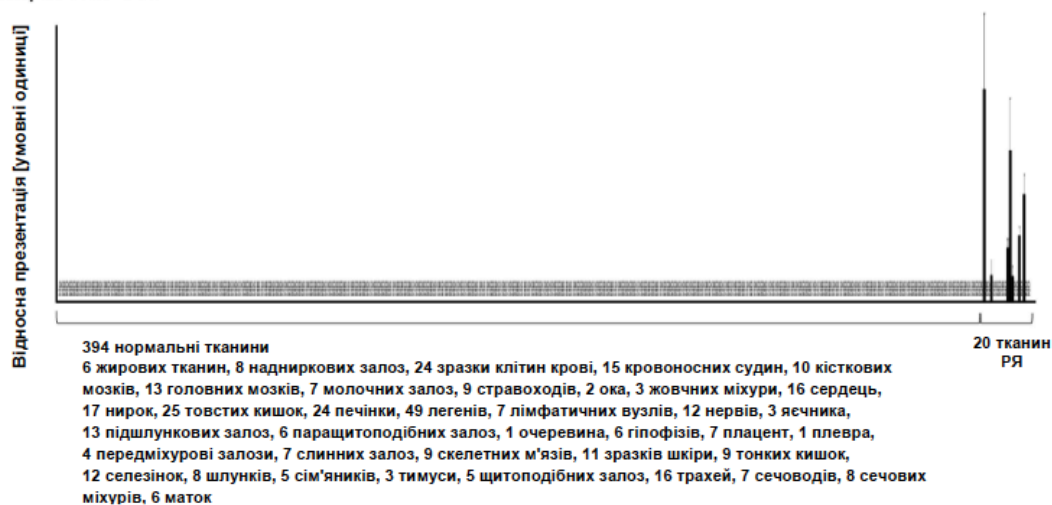 Відносна презентація [умовні одиниці]
394 нормальні тканини
20 тканин
РЯ
6 жирових тканин, 8 надниркових залоз, 24 зразки клітин крові, 15 кровоносних судин, 10 кісткових
мозків, 13 головних мозків, 7 молочних залоз, 9 стравоходів, 2 ока, 3 жовчних міхури, 16 сердець,
17 нирок, 25 товстих кишок, 24 печінки, 49 легенів, 7 лімфатичних вузлів, 12 нервів, 3 яєчника,
13 підшлункових залоз, 6 паращитоподібних залоз, 1 очеревина, 6 гіпофізів, 7 плацент, 1 плевра,
4 передміхурові залози, 7 слинних залоз, 9 скелетних м'язів, 11 зразків шкіри, 9 тонких кишок,
12 селезінок, 8 шлунків, 5 сім'яників, 3 тимуси, 5 щитоподібних залоз, 16 трахей, 7 сечоводів, 8 сечових
міхурів, 6 маток